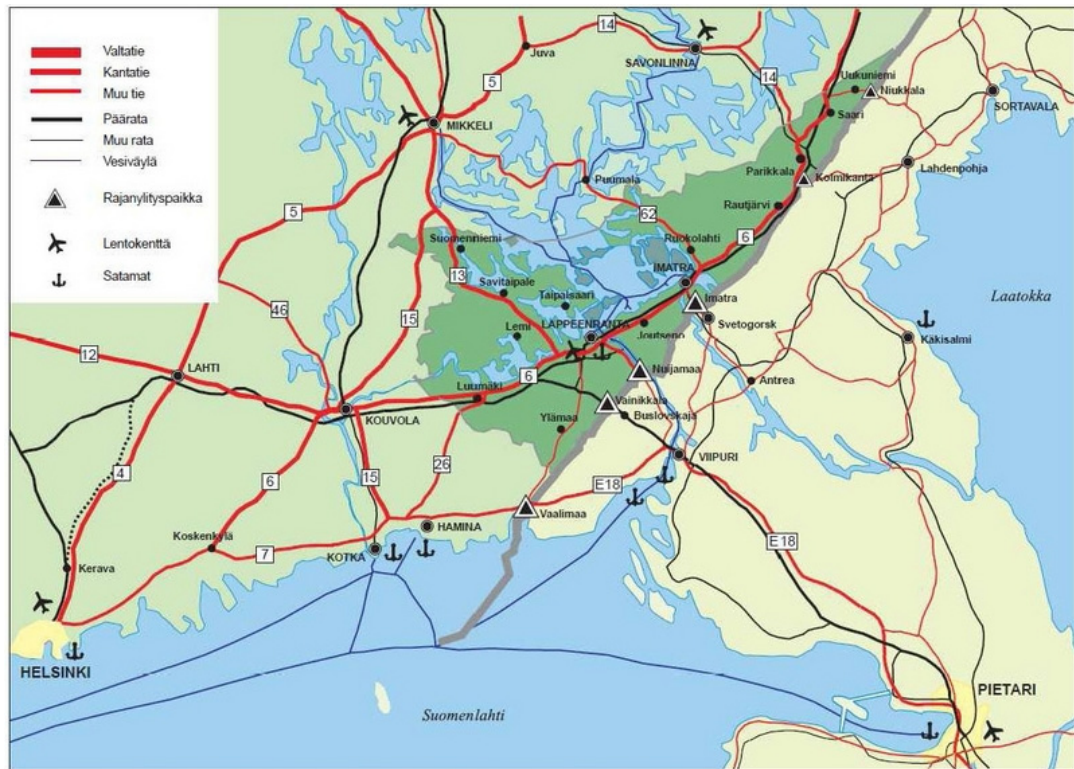 Valtatie
Kantatie
Muu tie
Päärata
Muu rata
Vesiväylä
Rajanylityspaikka
Lentokenttä
Satamat
14
Juva
SAVONLINNA
5
14
Uukuniemi
Niukkala
SORTAVALA
Saari
MIKKELI
Parikkala
Kolmikanta
Lahdenpohja
Puumala
Rautjärvi
5
62
6
Suomenniemi
Ruokolahti
13
IMATRA
Savitaipale
Taipalsaari
Imatra
Laatokka
46
15
Lemi
LAPPEENRANTA
Joutseno
Svetogorsk
Käkisalmi
12
LAHTI
6
Nuijamaa
Antrea
Luumäki
Vainikkala
KOUVOLA
Buslovskaja
Ylämaa
4
6
15
26
VIIPURI
E18
Vaalimaa
HAMINA
Koskenkylä
7
KOTKA
E18
Kerava
HELSINKI
PIETARI
Suomenlahti